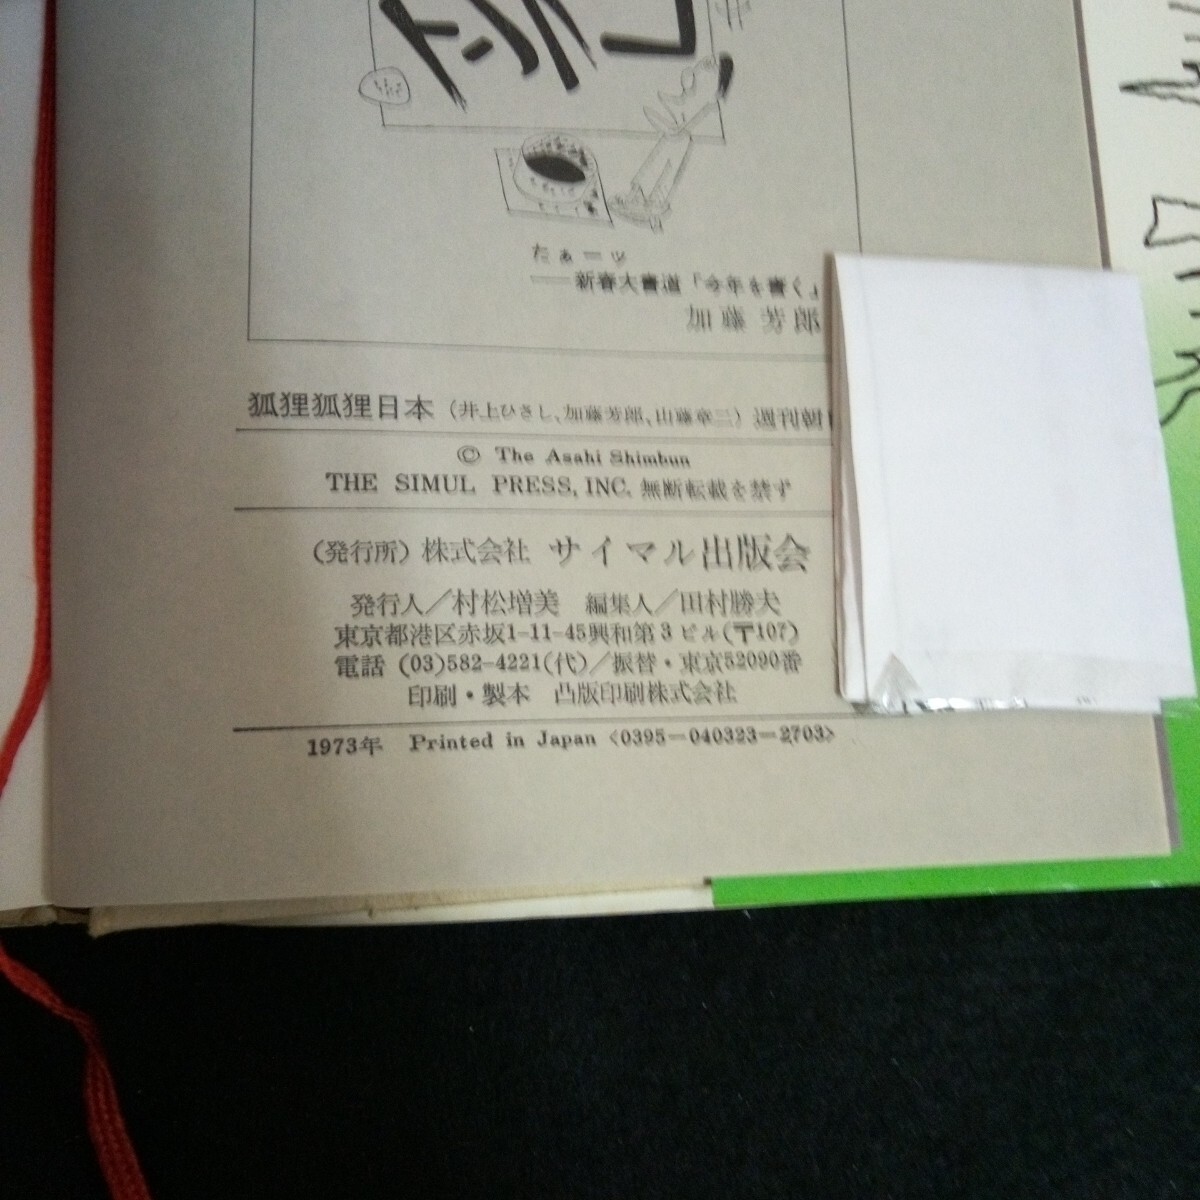 たぁーッ
──新春大書道「今年を書く」
加藤芳郎
狐狸狐狸日本(井上ひさし、加藤芳郎、山藤章二)週刊朝
© The Asahi Shimbun
THE SIMUL PRESS, INC. 無断転載を禁ず
(発行所)株式会社 サイマル出版会
発行人/村松増美 編集人/田村勝夫
東京都港区赤坂1-11-45興和第3ビル(〒107)
電話 (03)582-4221(代)/振替・東京52090番
印刷・製本 凸版印刷株式会社
1973年 Printed in Japan <0395-040323-2703>